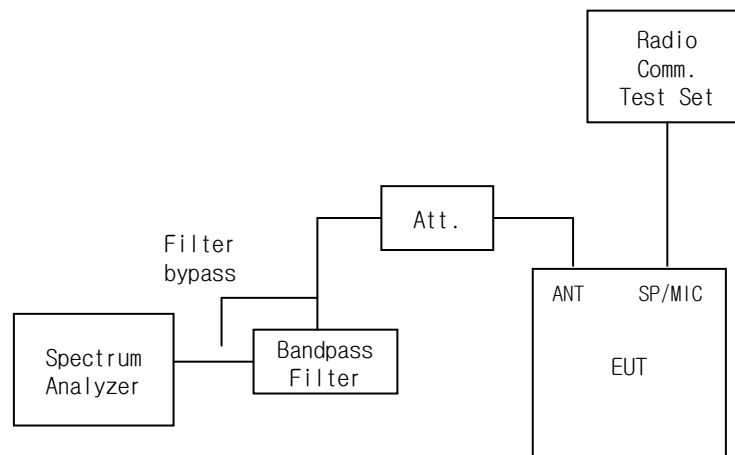 Radio
Comm.
Test Set
Att.
Filter
bypass
ANT SP/MIC
Spectrum
Analyzer
Bandpass
Filter
EUT